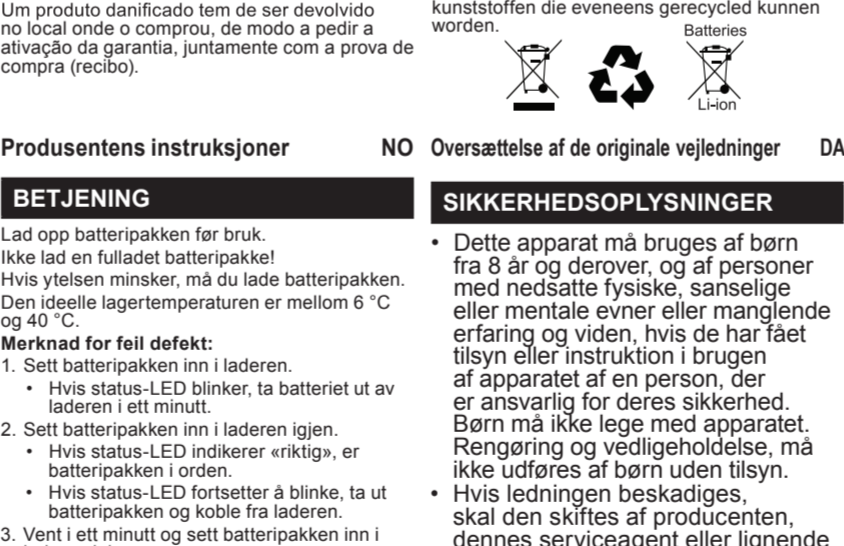 Um produto danificado tem de ser devolvido
no local onde o comprou, de modo a pedir a
ativação da garantia, juntamente com a prova de
compra (recibo).
Produsentens instruksjoner NO
BETJENING
Lad opp batteripakken før bruk.
Ikke lad en fulladet batteripakke!
Hvis ytelsen minsker, må du lade batteripakken.
Den ideelle lagertemperaturen er mellom 6 °C
og 40 °C.
Merknad for feil defekt:
1. Sett batteripakken inn i laderen.
• Hvis status-LED blinker, ta batteriet ut av
laderen i ett minutt.
2. Sett batteripakken inn i laderen igjen.
• Hvis status-LED indikerer «riktig», er
batteripakken i orden.
• Hvis status-LED fortsetter å blinke, ta ut
batteripakken og koble fra laderen.
3. Vent i ett minutt og sett batteripakken inn i
kunststoffen die eveneens gerecycled kunnen
worden.
Batteries
Li-ion
Oversættelse af de originale vejledninger DA
SIKKERHEDSOPLYSNINGER
• Dette apparat må bruges af børn
fra 8 år og derover, og af personer
med nedsatte fysiske, sanselige
eller mentale evner eller manglende
erfaring og viden, hvis de har fået
tilsyn eller instruktion i brugen
af apparatet af en person, der
er ansvarlig for deres sikkerhed.
Børn må ikke lege med apparatet.
Rengøring og vedligeholdelse, må
ikke udføres af børn uden tilsyn.
• Hvis ledningen beskadiges,
skal den skiftes af producenten,
dennes serviceagent eller lignende